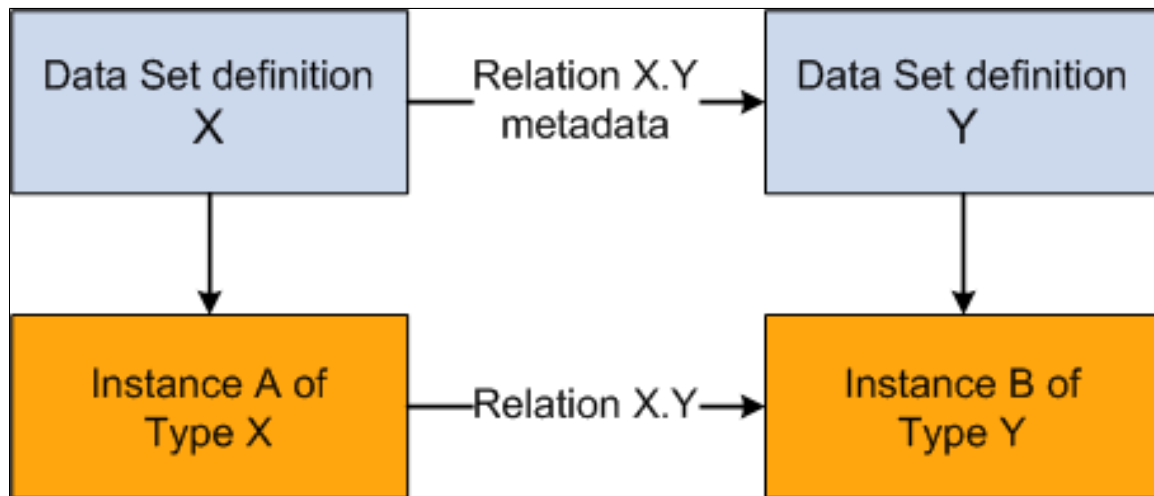 Data Set definition
X
Relation X.Y
metadata
Data Set definition
Y
Instance A of
Type X
Relation X.Y
Instance B of
Type Y